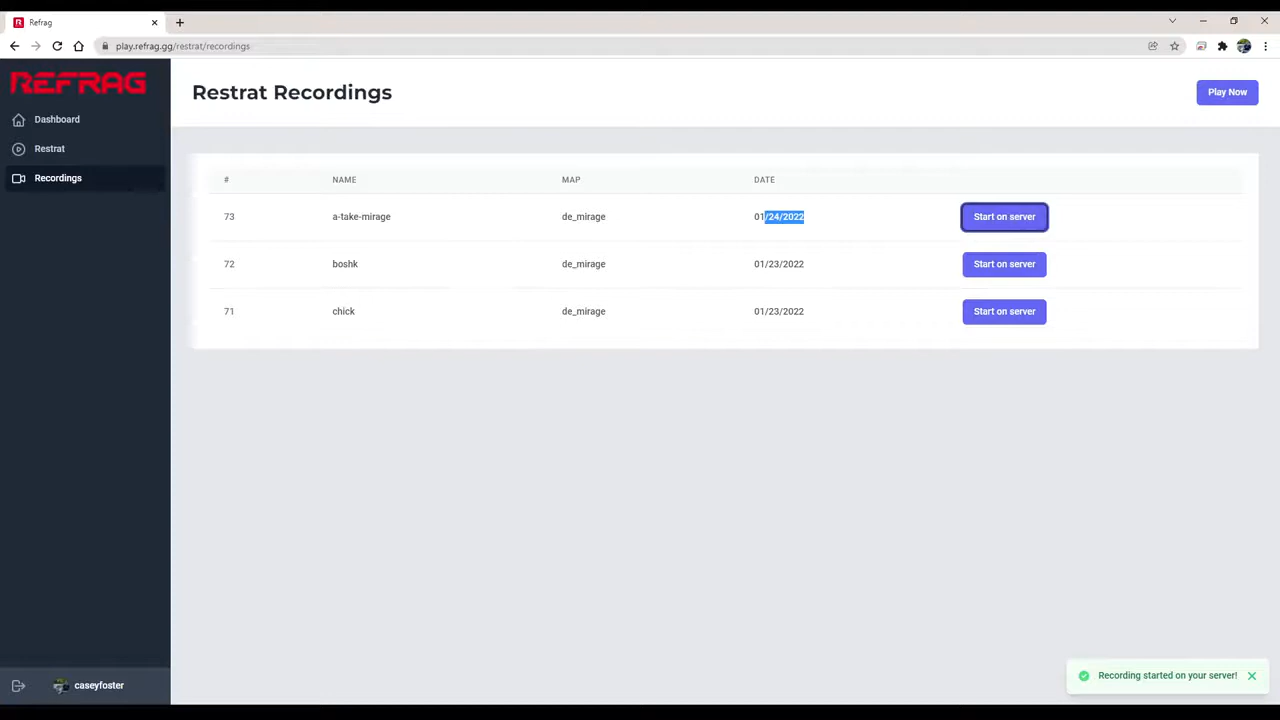 Refrag
play.refrag.gg/restrat/recordings
REFRAG
Dashboard
Restrat
Recordings
caseyfoster
Restrat Recordings
Play Now
# NAME MAP DATE
73 a-take-mirage de_mirage 01/24/2022 Start on server
72 boshk de_mirage 01/23/2022 Start on server
71 chick de_mirage 01/23/2022 Start on server
Recording started on your server!